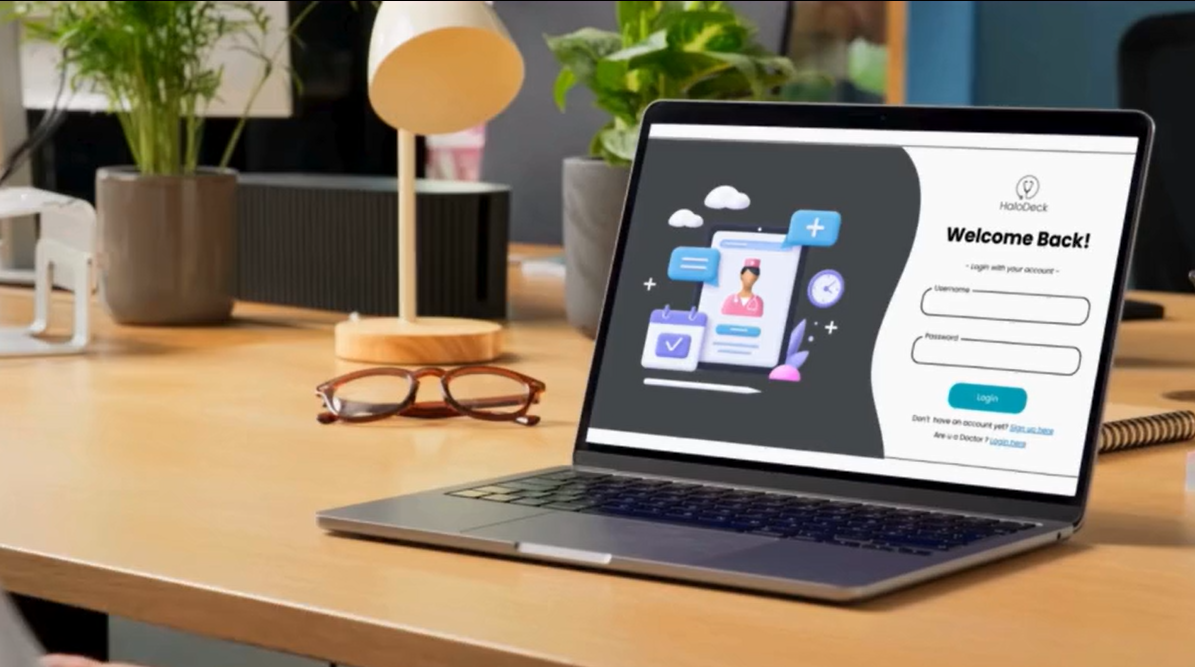 HaloDeck
Welcome Back!
- Login with your account -
Username
Password
Login
Don't have an account yet? Sign up here
Are u a Doctor ? Login here